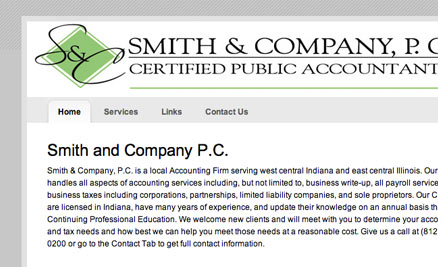 S&C
SMITH & COMPANY, P. C
CERTIFIED PUBLIC ACCOUNTANT
Home Services Links Contact Us
Smith and Company P.C.
Smith & Company, P.C. is a local Accounting Firm serving west central Indiana and east central Illinois. Our
handles all aspects of accounting services including, but not limited to, business write-up, all payroll service
business taxes including corporations, partnerships, limited liability companies, and sole proprietors. Our C
are licensed in Indiana, have many years of experience, and update their knowledge on an annual basis th
Continuing Professional Education. We welcome new clients and will meet with you to determine your acco
and tax needs and how best we can help you meet those needs at a reasonable cost. Give us a call at (812
0200 or go to the Contact Tab to get full contact information.